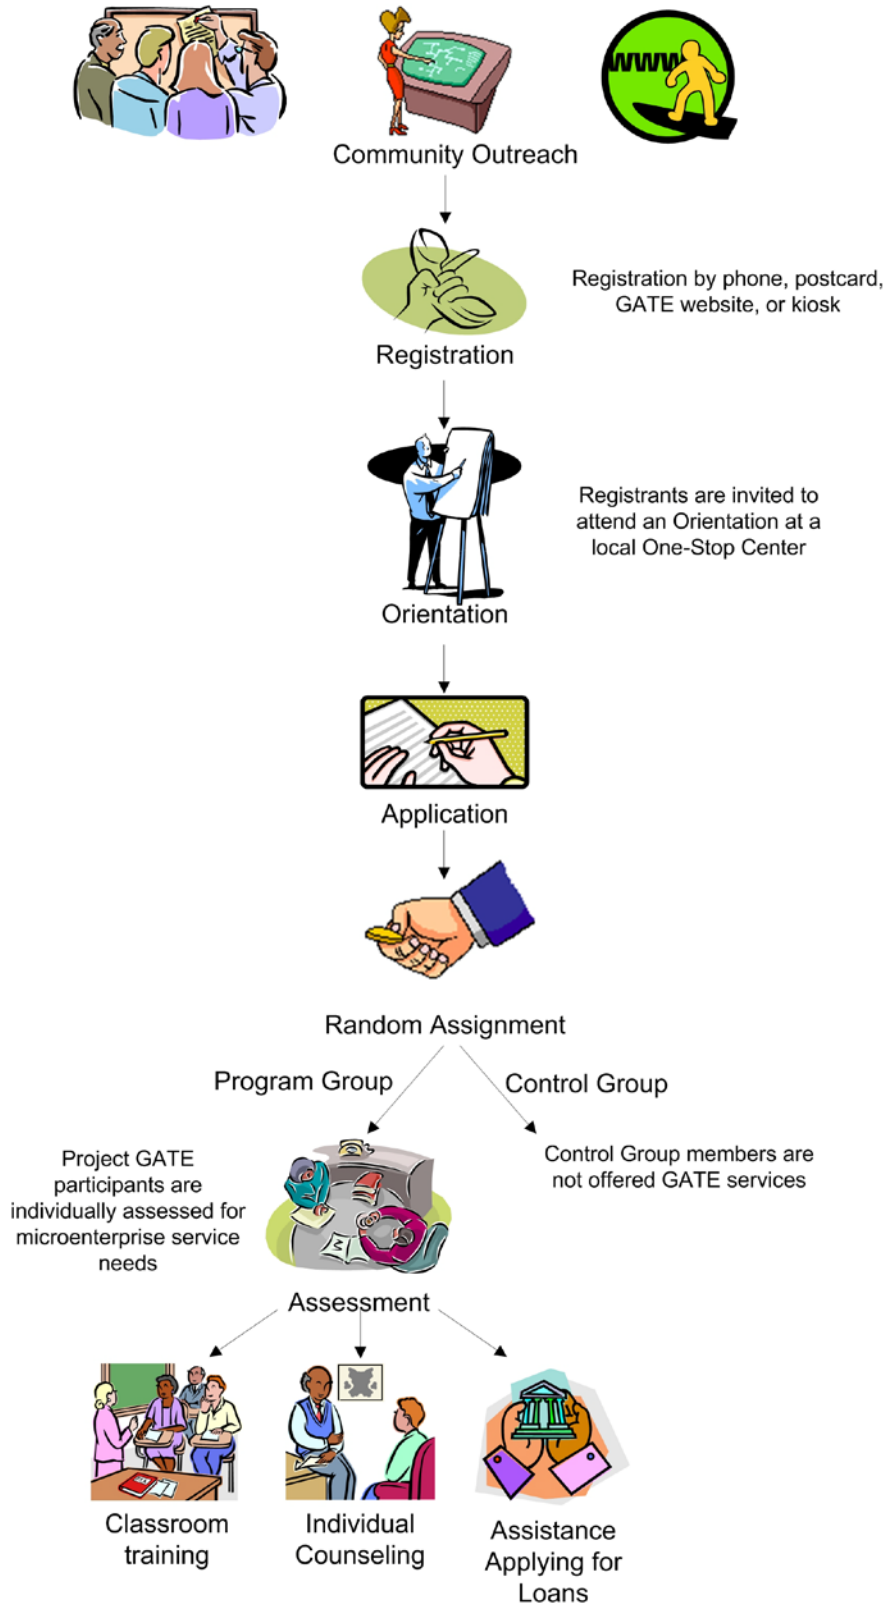 www
Community Outreach
Registration by phone, postcard,
GATE website, or kiosk
Registration
Registrants are invited to
attend an Orientation at a
local One-Stop Center
Orientation
Application
Random Assignment
Program Group
Control Group
Project GATE
participants are
individually assessed for
microenterprise service
needs
Control Group members are
not offered GATE services
Assessment
Classroom
training
Individual
Counseling
Assistance
Applying for
Loans